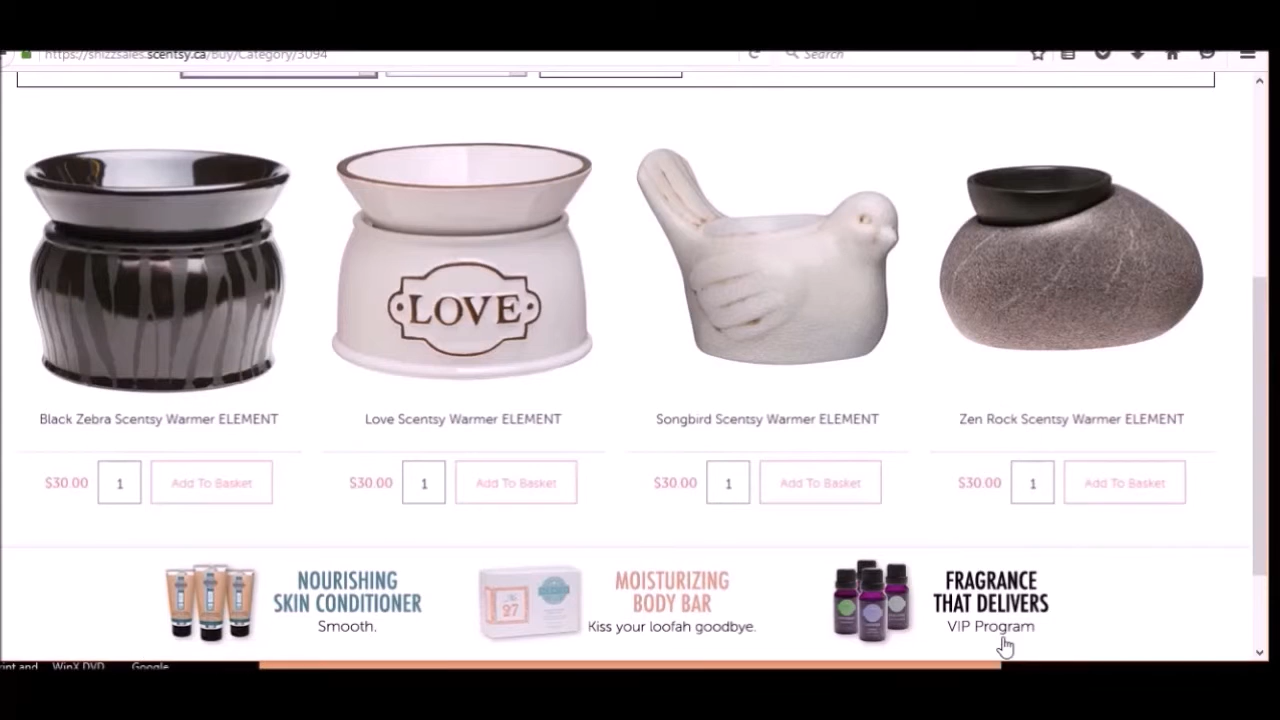 https://shizzsales.scentsy.ca/Buy/Category/3094
Search
LOVE
Black Zebra Scentsy Warmer ELEMENT
Love Scentsy Warmer ELEMENT
Songbird Scentsy Warmer ELEMENT
Zen Rock Scentsy Warmer ELEMENT
$30.00 1 Add To Basket
$30.00 1 Add To Basket
$30.00 1 Add To Basket
$30.00 1 Add To Basket
NOURISHING
SKIN CONDITIONER
Smooth.
27
MOISTURIZING
BODY BAR
Kiss your loofah goodbye.
FRAGRANCE
THAT DELIVERS
VIP Program
and
WinX DVD
Google